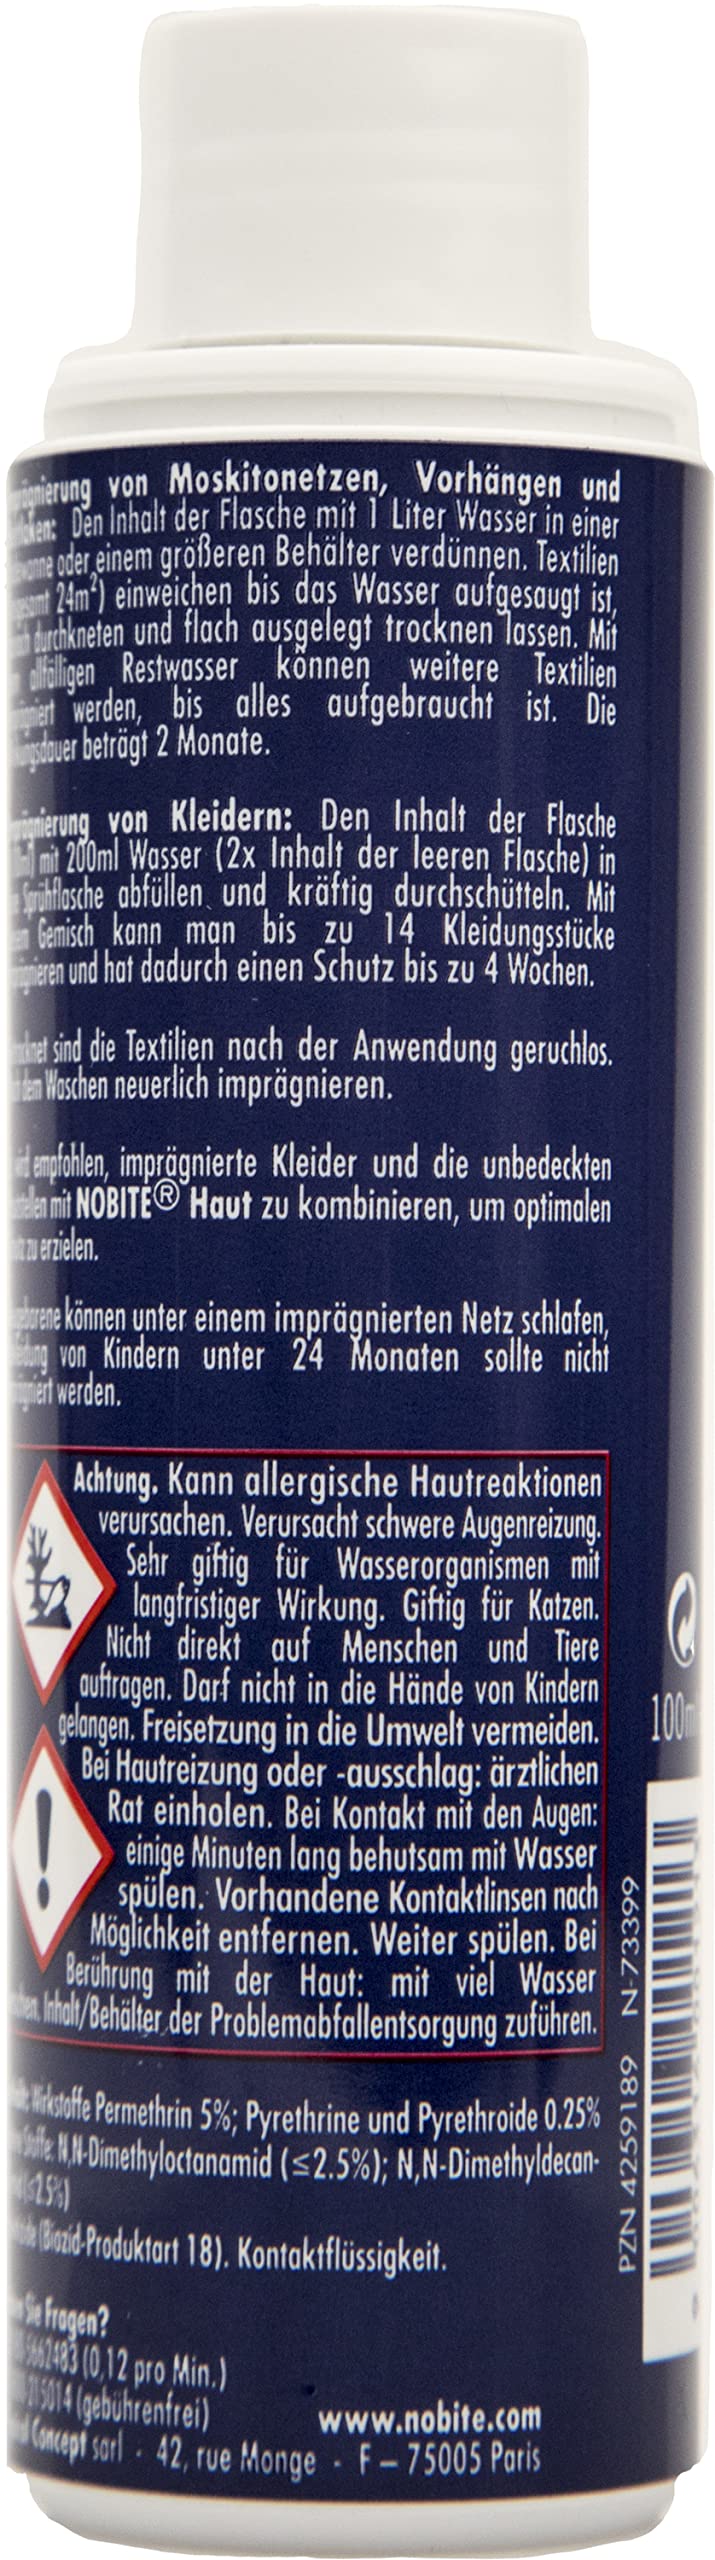 von Moskitonetzen, Vorhängen und
Den Inhalt der Flasche mit 1 Liter Wasser in einer
oder einem größeren Behälter verdünnen. Textilien
24m²) einweichen bis das Wasser aufgesaugt ist,
durchkneten und flach ausgelegt trocknen lassen. Mit
allfälligen Restwasser können weitere Textilien
werden, bis alles aufgebraucht ist. Die
beträgt 2 Monate.
von Kleidern: Den Inhalt der Flasche
mit 200ml Wasser (2x Inhalt der leeren Flasche) in
Sprühflasche abfüllen und kräftig durchschütteln. Mit
Gemisch kann man bis zu 14 Kleidungsstücke
und hat dadurch einen Schutz bis zu 4 Wochen.
sind die Textilien nach der Anwendung geruchlos.
dem Waschen neuerlich imprägnieren.
empfohlen, imprägnierte Kleider und die unbedeckten
mit NOBITE® Haut zu kombinieren, um optimalen
zu erzielen.
können unter einem imprägnierten Netz schlafen,
von Kindern unter 24 Monaten sollte nicht
werden.
Achtung. Kann allergische Hautreaktionen
verursachen. Verursacht schwere Augenreizung.
Sehr giftig für Wasserorganismen mit
langfristiger Wirkung. Giftig für Katzen.
Nicht direkt auf Menschen und Tiere
auftragen. Darf nicht in die Hände von Kindern
gelangen. Freisetzung in die Umwelt vermeiden.
Bei Hautreizung oder -ausschlag: ärztlichen
Rat einholen. Bei Kontakt mit den Augen:
einige Minuten lang behutsam mit Wasser
spülen. Vorhandene Kontaktlinsen nach
Möglichkeit entfernen. Weiter spülen. Bei
Berührung mit der Haut: mit viel Wasser
Inhalt/Behälter der Problemabfallentsorgung zuführen.
Wirkstoffe Permethrin 5%; Pyrethrine und Pyrethroide 0.25%
Stoffe: N,N-Dimethyloctanamid (≤2.5%); N,N-Dimethyldecan-
(≤2.5%)
(Biozid-Produktart 18). Kontaktflüssigkeit.
Sie Fragen?
5662483 (0,12 pro Min.)
215014 (gebührenfrei)
www.nobite.com
Concept sarl - 42, rue Monge - F – 75005 Paris
100m
PZN 4259189 N-73399